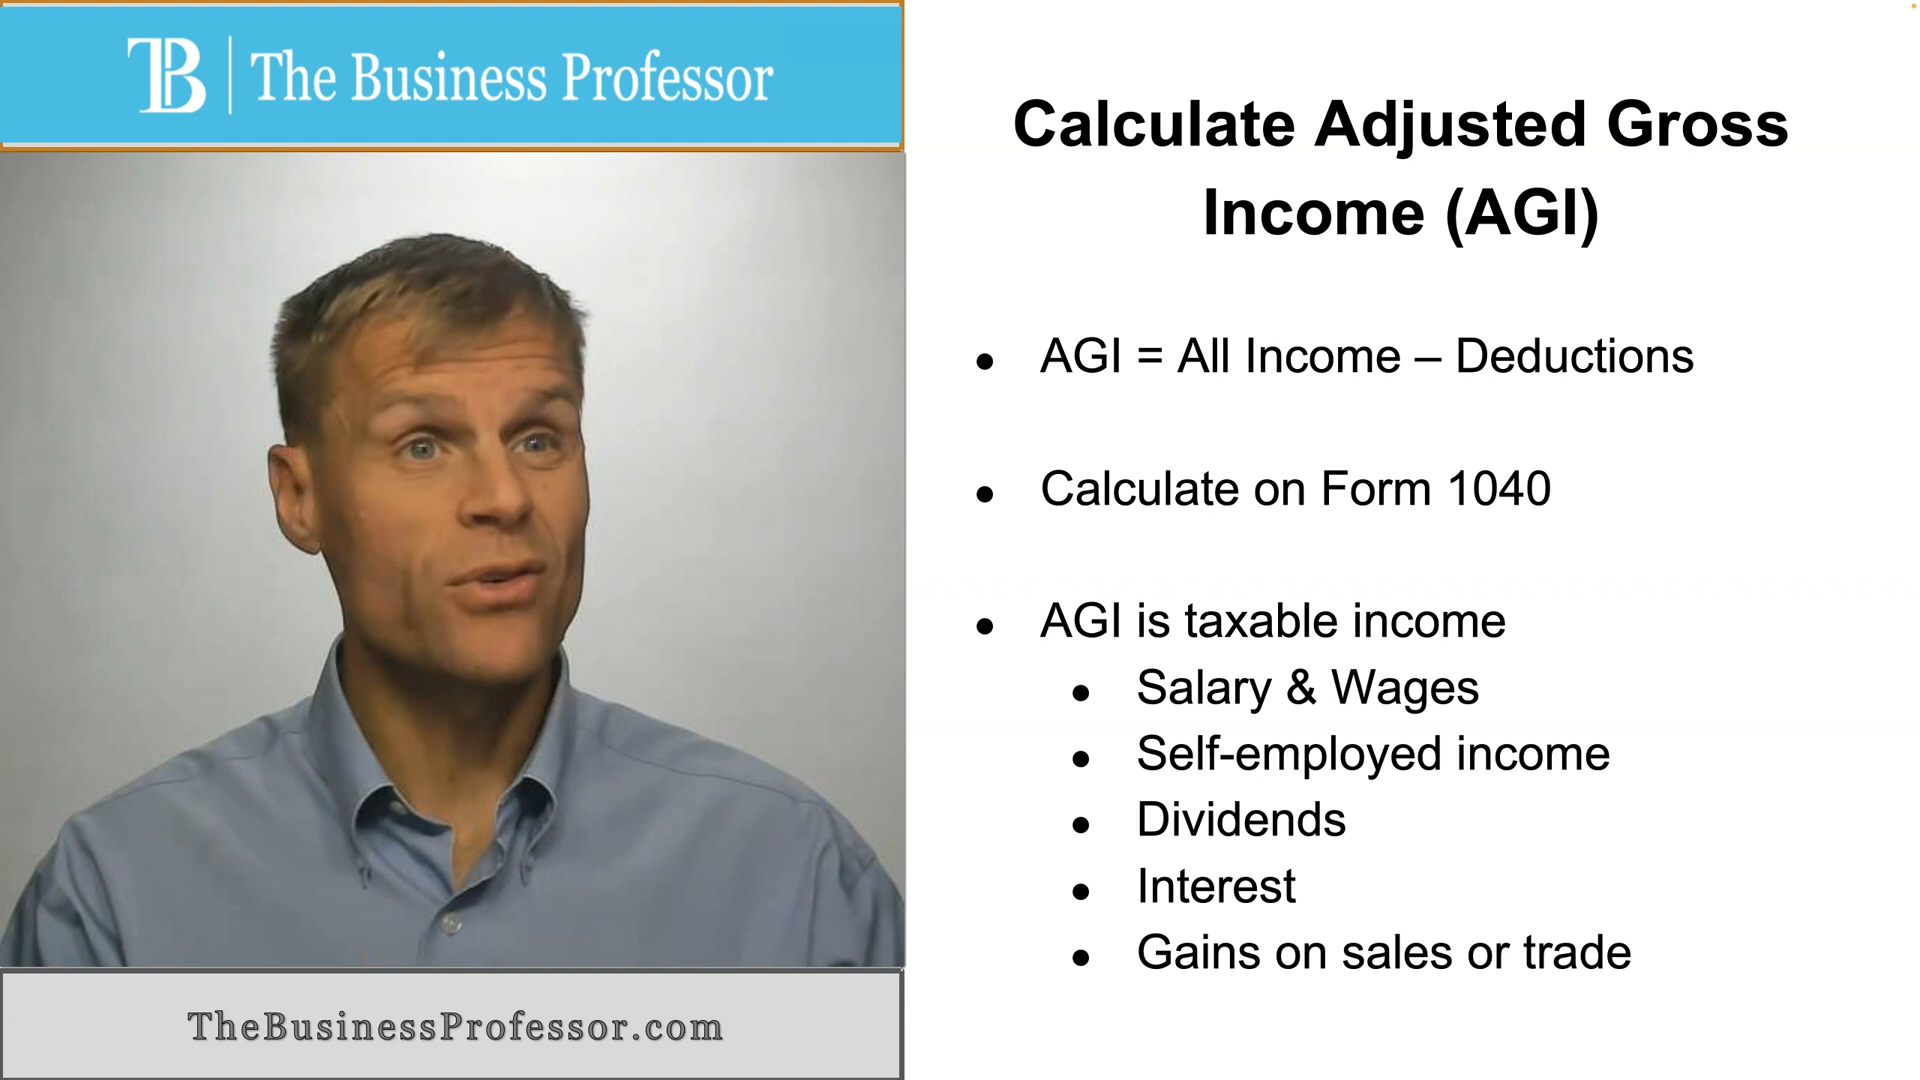 TB The Business Professor
Calculate Adjusted Gross
Income (AGI)
● AGI = All Income – Deductions
● Calculate on Form 1040
● AGI is taxable income
● Salary & Wages
● Self-employed income
● Dividends
● Interest
● Gains on sales or trade
TheBusinessProfessor.com